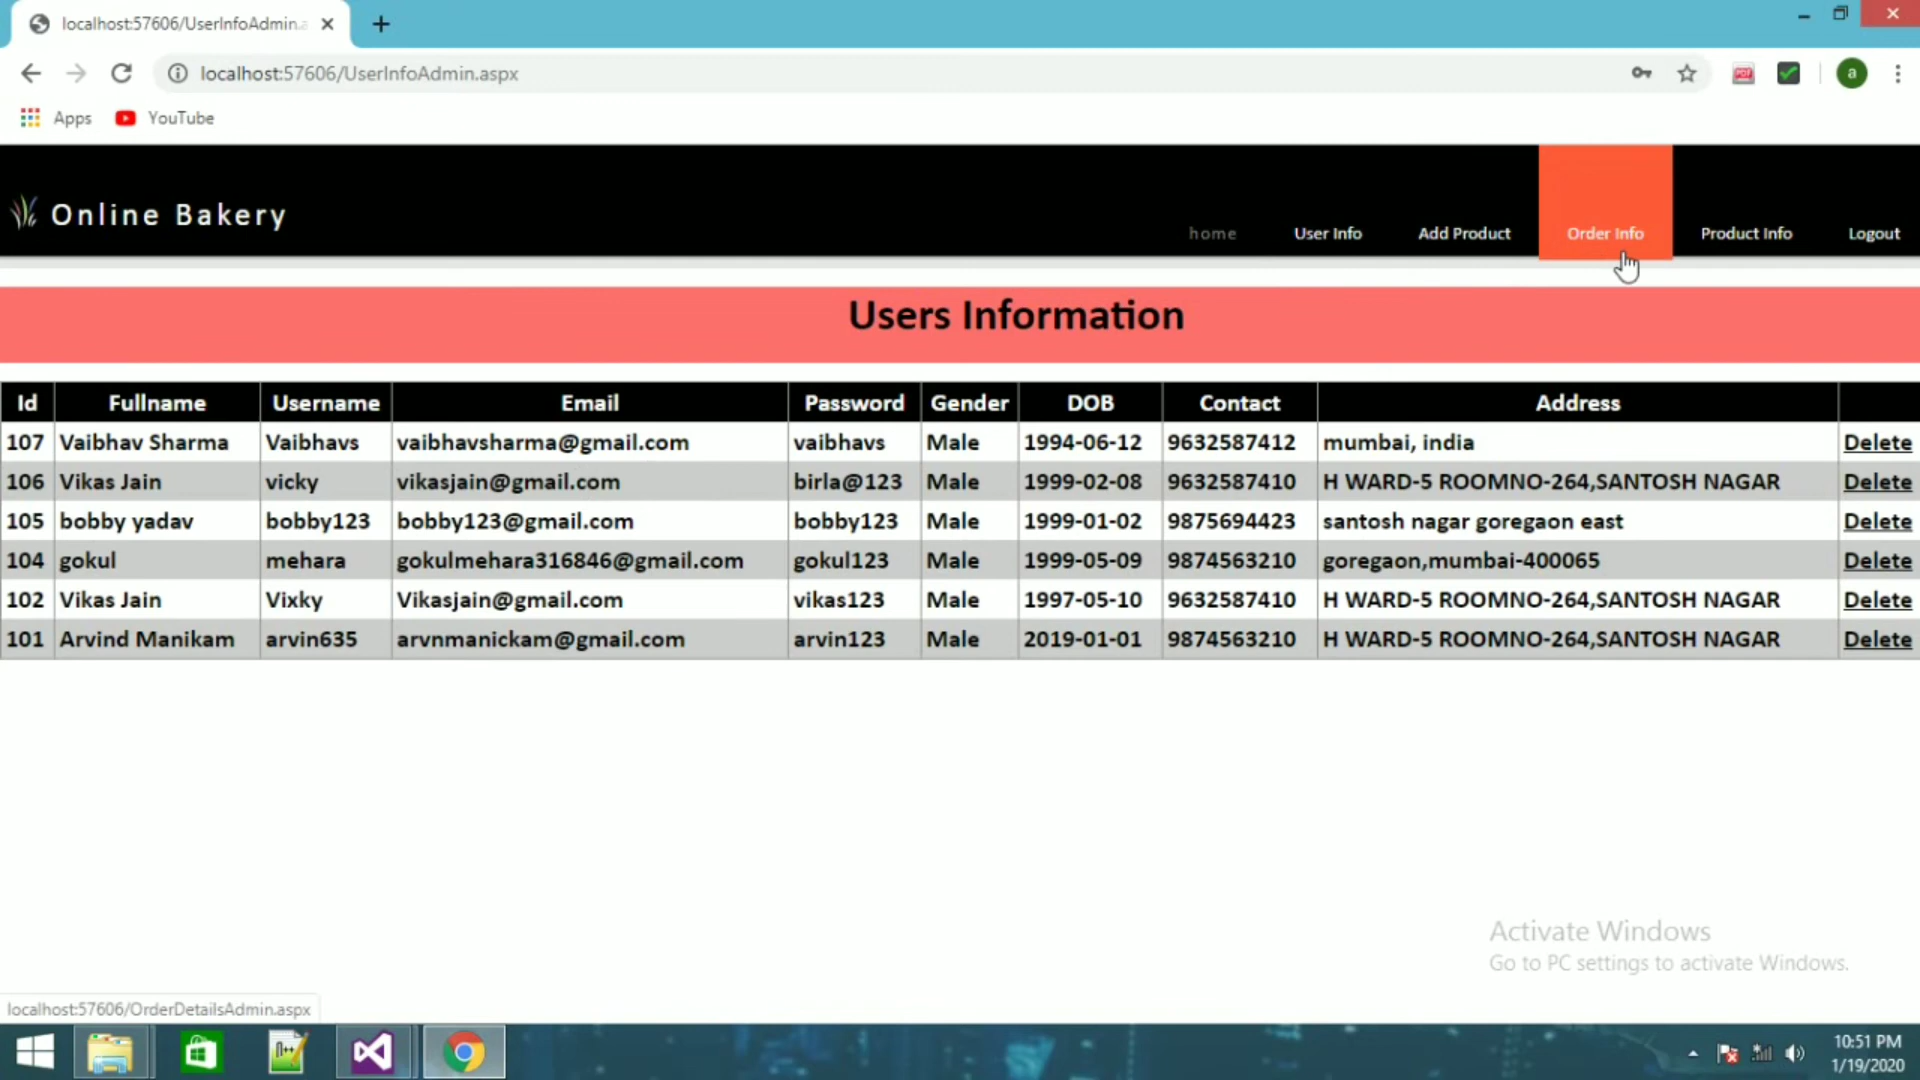 localhost:57606/UserInfoAdmin.a
localhost:57606/UserInfoAdmin.aspx
PDF
a
Apps YouTube
Online Bakery
home User Info Add Product Order Info Product Info Logout
Users Information
Id Fullname Username Email Password Gender DOB Contact Address
107 Vaibhav Sharma Vaibhavs vaibhavsharma@gmail.com vaibhavs Male 1994-06-12 9632587412 mumbai, india Delete
106 Vikas Jain vicky vikasjain@gmail.com birla@123 Male 1999-02-08 9632587410 H WARD-5 ROOMNO-264,SANTOSH NAGAR Delete
105 bobby yadav bobby123 bobby123@gmail.com bobby123 Male 1999-01-02 9875694423 santosh nagar goregaon east Delete
104 gokul mehara gokulmehara316846@gmail.com gokul123 Male 1999-05-09 9874563210 goregaon,mumbai-400065 Delete
102 Vikas Jain Vixky Vikasjain@gmail.com vikas123 Male 1997-05-10 9632587410 H WARD-5 ROOMNO-264,SANTOSH NAGAR Delete
101 Arvind Manikam arvin635 arvnmanickam@gmail.com arvin123 Male 2019-01-01 9874563210 H WARD-5 ROOMNO-264,SANTOSH NAGAR Delete
Activate Windows
Go to PC settings to activate Windows.
localhost:57606/OrderDetailsAdmin.aspx
10:51 PM
1/19/2020